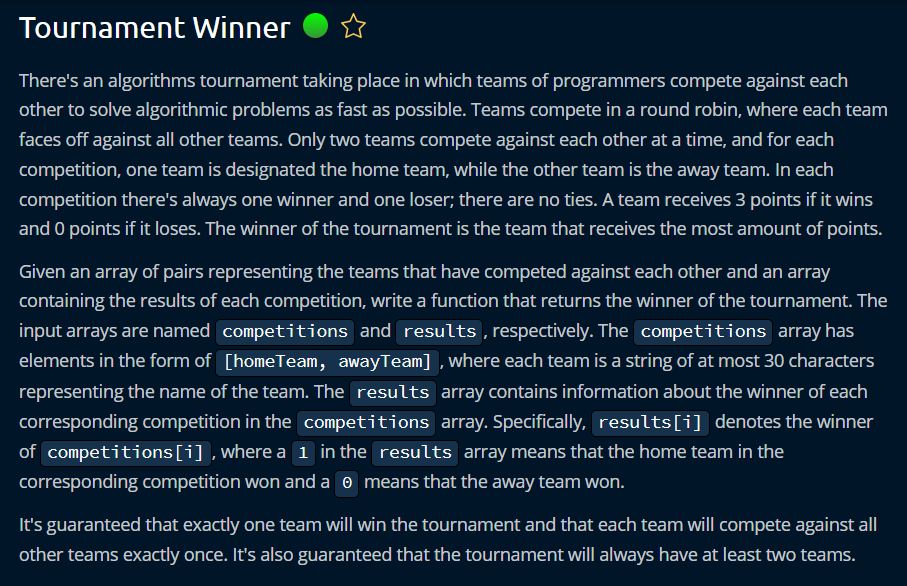 Tournament Winner
There's an algorithms tournament taking place in which teams of programmers compete against each
other to solve algorithmic problems as fast as possible. Teams compete in a round robin, where each team
faces off against all other teams. Only two teams compete against each other at a time, and for each
competition, one team is designated the home team, while the other team is the away team. In each
competition there's always one winner and one loser; there are no ties. A team receives 3 points if it wins
and 0 points if it loses. The winner of the tournament is the team that receives the most amount of points.
Given an array of pairs representing the teams that have competed against each other and an array
containing the results of each competition, write a function that returns the winner of the tournament. The
input arrays are named competitions and results, respectively. The competitions array has
elements in the form of [homeTeam, awayTeam], where each team is a string of at most 30 characters
representing the name of the team. The results array contains information about the winner of each
corresponding competition in the competitions array. Specifically, results[i] denotes the winner
of competitions[i], where a 1 in the results array means that the home team in the
corresponding competition won and a 0 means that the away team won.
It's guaranteed that exactly one team will win the tournament and that each team will compete against all
other teams exactly once. It's also guaranteed that the tournament will always have at least two teams.